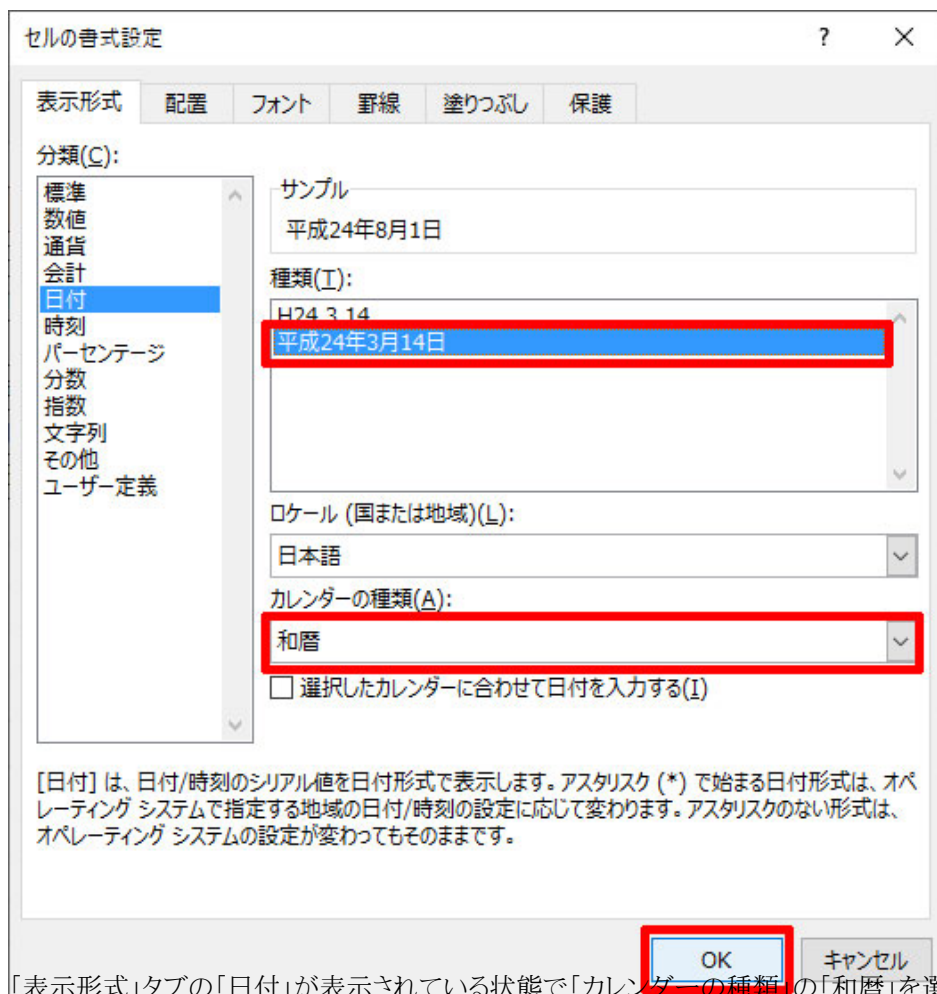 セルの書式設定 ? ×
表示形式 配置 フォント 罫線 塗りつぶし 保護
分類(C):
標準
数値
通貨
会計
日付
時刻
パーセンテージ
分数
指数
文字列
その他
ユーザー定義
サンプル
平成24年8月1日
種類(T):
H24.3.14
平成24年3月14日
ロケール (国または地域)(L):
日本語
カレンダーの種類(A):
和暦
選択したカレンダーに合わせて日付を入力する(I)
[日付] は、日付/時刻のシリアル値を日付形式で表示します。アスタリスク (*) で始まる日付形式は、オペ
レーティング システムで指定する地域の日付/時刻の設定に応じて変わります。アスタリスクのない形式は、
オペレーティング システムの設定が変わってもそのままです。
OK キャンセル
「表示形式」タブの「日付」が表示されている状態で「カレンダーの種類」の「和暦」を選